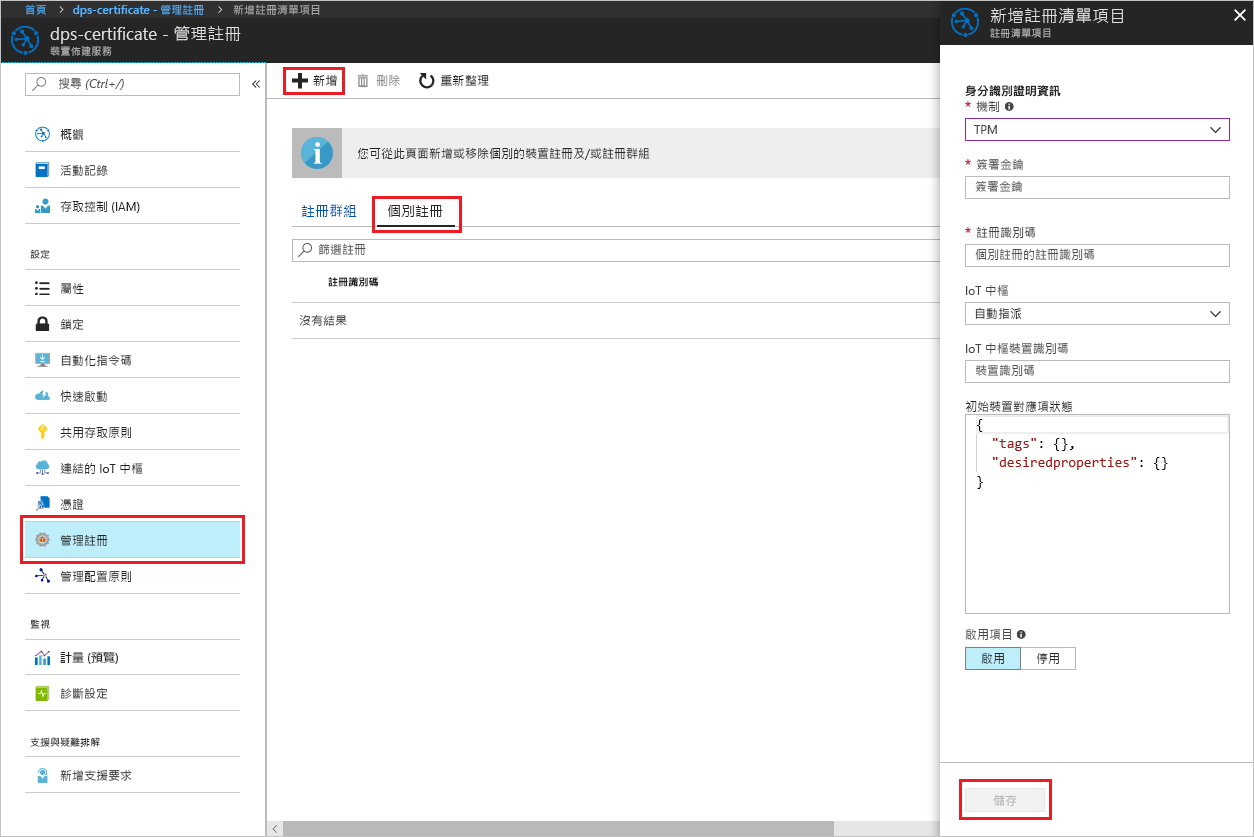 首頁 > dps-certificate - 管理註冊 > 新增註冊清單項目
dps-certificate - 管理註冊
裝置佈建服務
搜尋 (Ctrl+/)
«
概觀
活動記錄
存取控制 (IAM)
設定
屬性
鎖定
自動化指令碼
快速啟動
共用存取原則
連結的 IoT 中樞
憑證
管理註冊
管理配置原則
監視
計量 (預覽)
診斷設定
支援與疑難排解
新增支援要求
新增 刪除 重新整理
您可從此頁面新增或移除個別的裝置註冊及/或註冊群組
註冊群組 個別註冊
篩選註冊
註冊識別碼
沒有結果
新增註冊清單項目
註冊清單項目
身分識別證明資訊
* 機制
TPM
* 簽署金鑰
簽署金鑰
* 註冊識別碼
個別註冊的註冊識別碼
IoT 中樞
自動指派
IoT 中樞裝置識別碼
裝置識別碼
初始裝置對應項狀態
{
"tags": {},
"desiredproperties": {}
}
啟用項目
啟用 停用
儲存